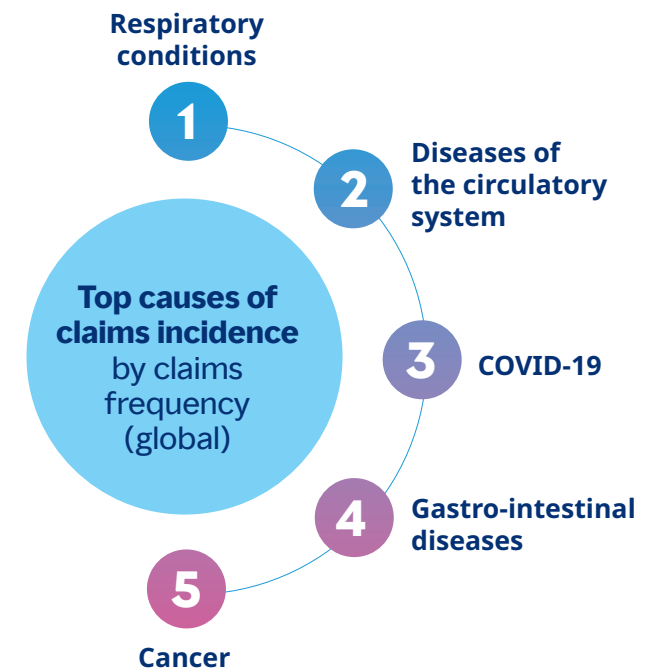 Respiratory
conditions
1
2
Diseases of
the circulatory
system
Top causes of
claims incidence
by claims
frequency
(global)
3
COVID-19
4
Gastro-intestinal
diseases
5
Cancer